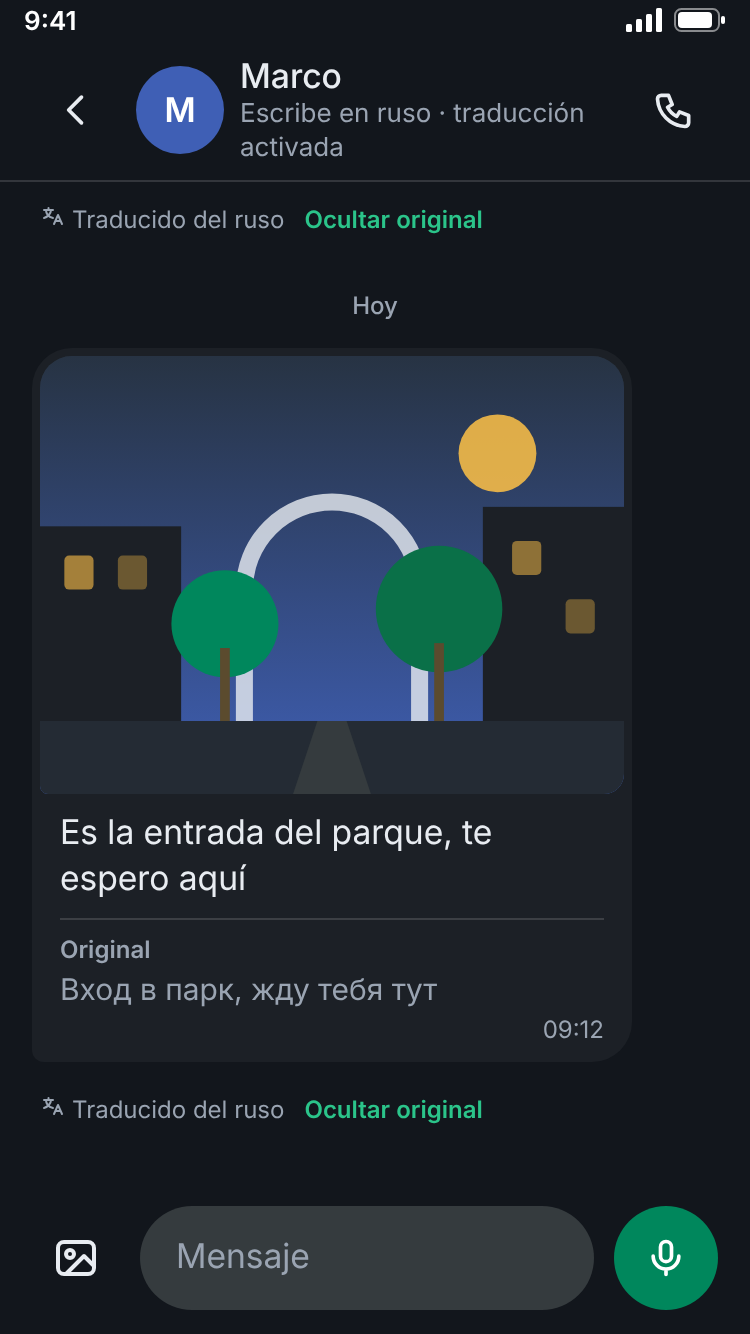 9:41
M
Marco
Escribe en ruso · traducción
activada
Traducido del ruso Ocultar original
Hoy
Es la entrada del parque, te
espero aquí
Original
Вход в парк, жду тебя тут
09:12
Traducido del ruso Ocultar original
Mensaje